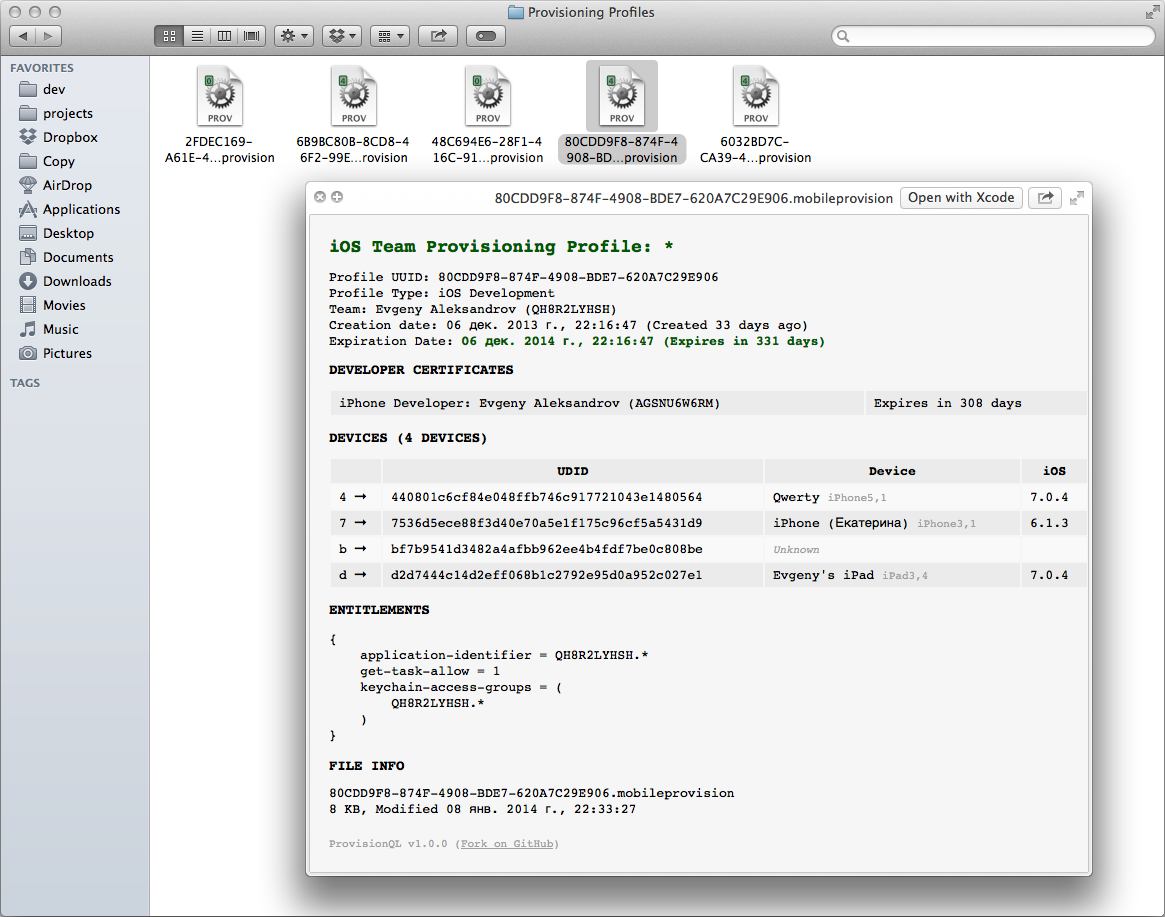 Provisioning Profiles
FAVORITES
dev
projects
Dropbox
Copy
AirDrop
Applications
Desktop
Documents
Downloads
Movies
Music
Pictures
TAGS
0
PROV
2FDEC169-
A61E-4...provision
4
PROV
6B9BC80B-8CD8-4
6F2-99E...rovision
0
PROV
48C694E6-28F1-4
16C-91...provision
4
PROV
80CDD9F8-874F-4
908-BD...provision
4
PROV
6032BD7C-
CA39-4...provision
80CDD9F8-874F-4908-BDE7-620A7C29E906.mobileprovision
Open with Xcode
iOS Team Provisioning Profile: *
Profile UUID: 80CDD9F8-874F-4908-BDE7-620A7C29E906
Profile Type: iOS Development
Team: Evgeny Aleksandrov (QH8R2LYHSH)
Creation date: 06 дек. 2013 г., 22:16:47 (Created 33 days ago)
Expiration Date: 06 дек. 2014 г., 22:16:47 (Expires in 331 days)
DEVELOPER CERTIFICATES
iPhone Developer: Evgeny Aleksandrov (AGSNU6W6RM) Expires in 308 days
DEVICES (4 DEVICES)
UDID Device iOS
4 → 440801c6cf84e048ffb746c917721043e1480564 Qwerty iPhone5,1 7.0.4
7 → 7536d5ece88f3d40e70a5e1f175c96cf5a5431d9 iPhone (Екатерина) iPhone3,1 6.1.3
b → bf7b9541d3482a4afbb962ee4b4fdf7be0c808be Unknown
d → d2d7444c14d2eff068b1c2792e95d0a952c027e1 Evgeny's iPad iPad3,4 7.0.4
ENTITLEMENTS
{
application-identifier = QH8R2LYHSH.*
get-task-allow = 1
keychain-access-groups = (
QH8R2LYHSH.*
)
}
FILE INFO
80CDD9F8-874F-4908-BDE7-620A7C29E906.mobileprovision
8 KB, Modified 08 янв. 2014 г., 22:33:27
ProvisionQL v1.0.0 (Fork on GitHub)